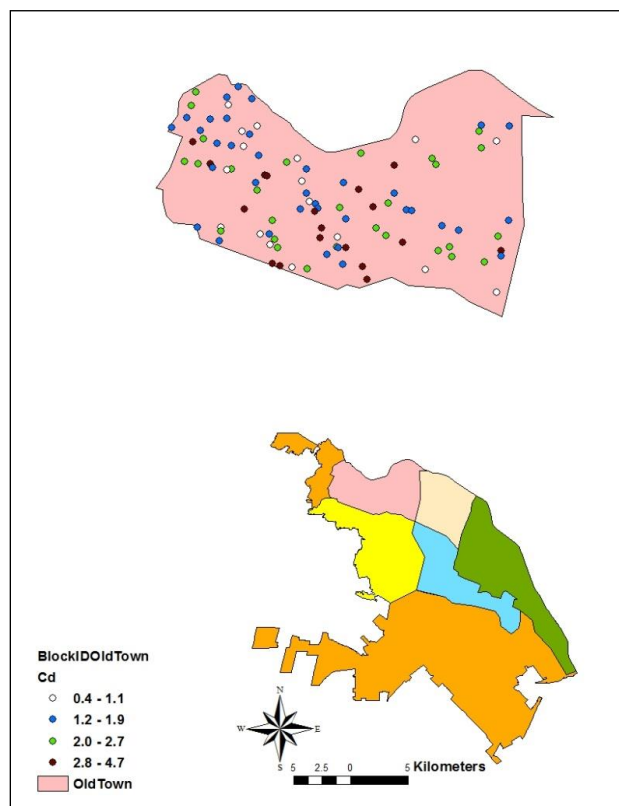 BlockIDOldTown
Cd
0.4 - 1.1
1.2 - 1.9
2.0 - 2.7
2.8 - 4.7
OldTown
N
W E
S
5 2.5 0 5 Kilometers